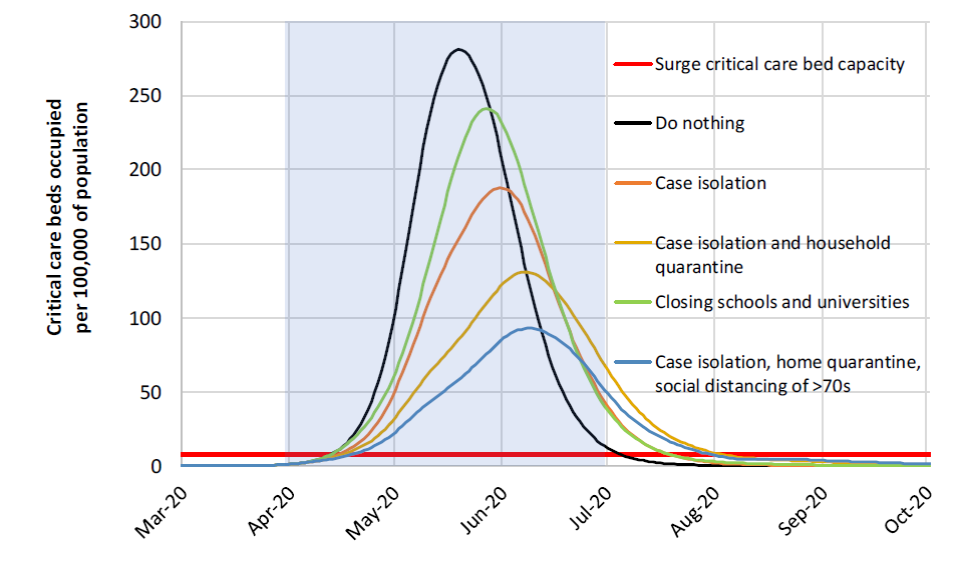 300
250
200
150
100
50
0
Critical care beds occupied
per 100,000 of population
Mar-20
Apr-20
May-20
Jun-20
Jul-20
Aug-20
Sep-20
Oct-20
Surge critical care bed capacity
Do nothing
Case isolation
Case isolation and household
quarantine
Closing schools and universities
Case isolation, home quarantine,
social distancing of >70s